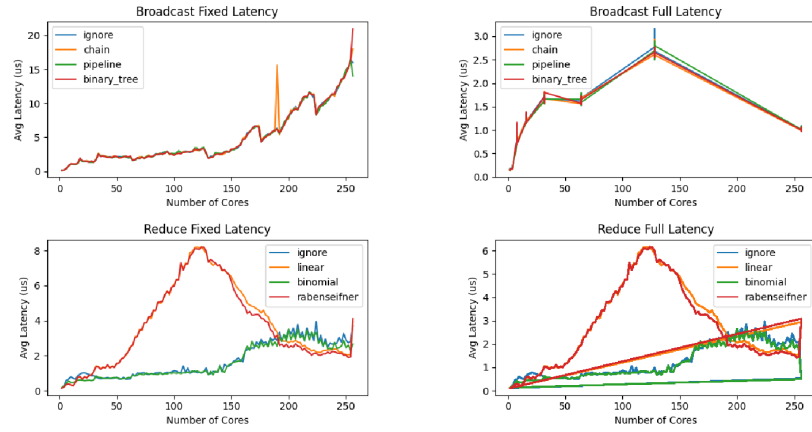 Broadcast Fixed Latency
Avg Latency (us)
20
15
10
5
0
ignore
chain
pipeline
binary_tree
0
50
100
150
200
250
Number of Cores
Broadcast Full Latency
Avg Latency (us)
3.0
2.5
2.0
1.5
1.0
0.5
0.0
ignore
chain
pipeline
binary_tree
0
50
100
150
200
250
Number of Cores
Reduce Fixed Latency
Avg Latency (us)
8
6
4
2
0
ignore
linear
binomial
rabenseifner
0
50
100
150
200
250
Number of Cores
Reduce Full Latency
Avg Latency (us)
6
5
4
3
2
1
0
ignore
linear
binomial
rabenseifner
0
50
100
150
200
250
Number of Cores